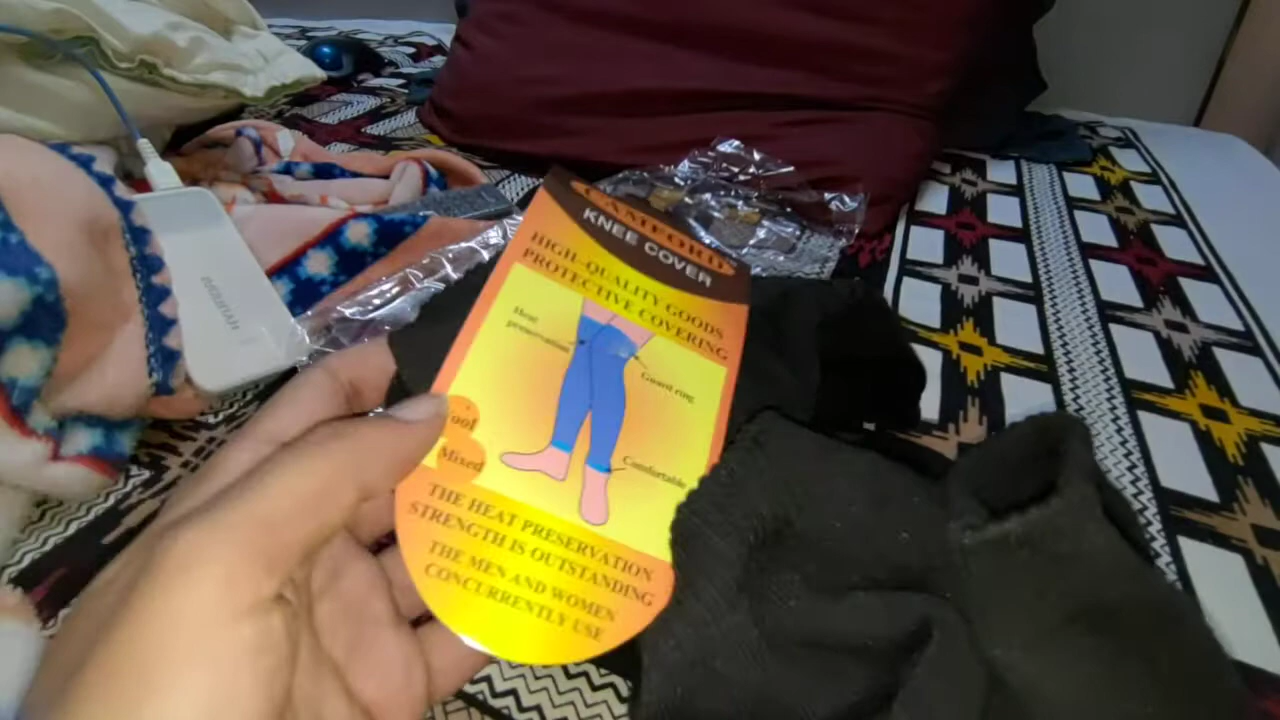 CAMFORD
KNEE COVER
HIGH-QUALITY GOODS
PROTECTIVE COVERING
Heat
preservation
Guard ring
Comfortable
Mixed
THE HEAT PRESERVATION
STRENGTH IS OUTSTANDING
THE MEN AND WOMEN
CONCURRENTLY USE